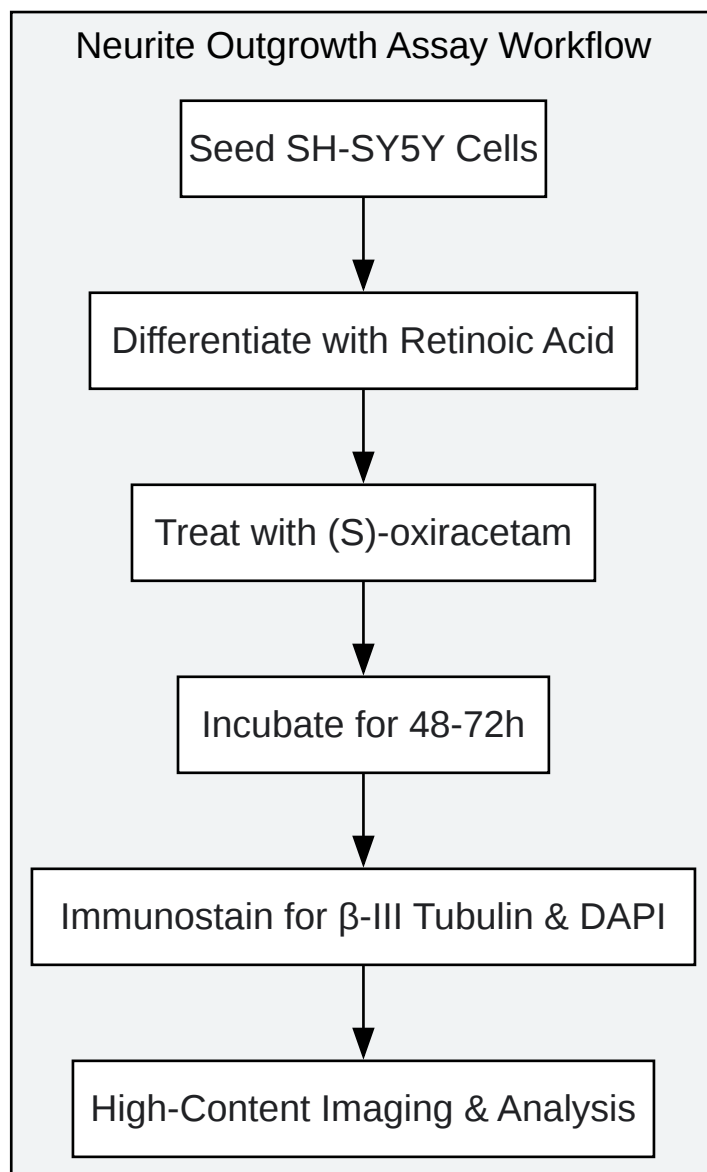 Neurite Outgrowth Assay Workflow
Seed SH-SY5Y Cells
Differentiate with Retinoic Acid
Treat with (S)-oxiracetam
Incubate for 48-72h
Immunostain for β-III Tubulin & DAPI
High-Content Imaging & Analysis